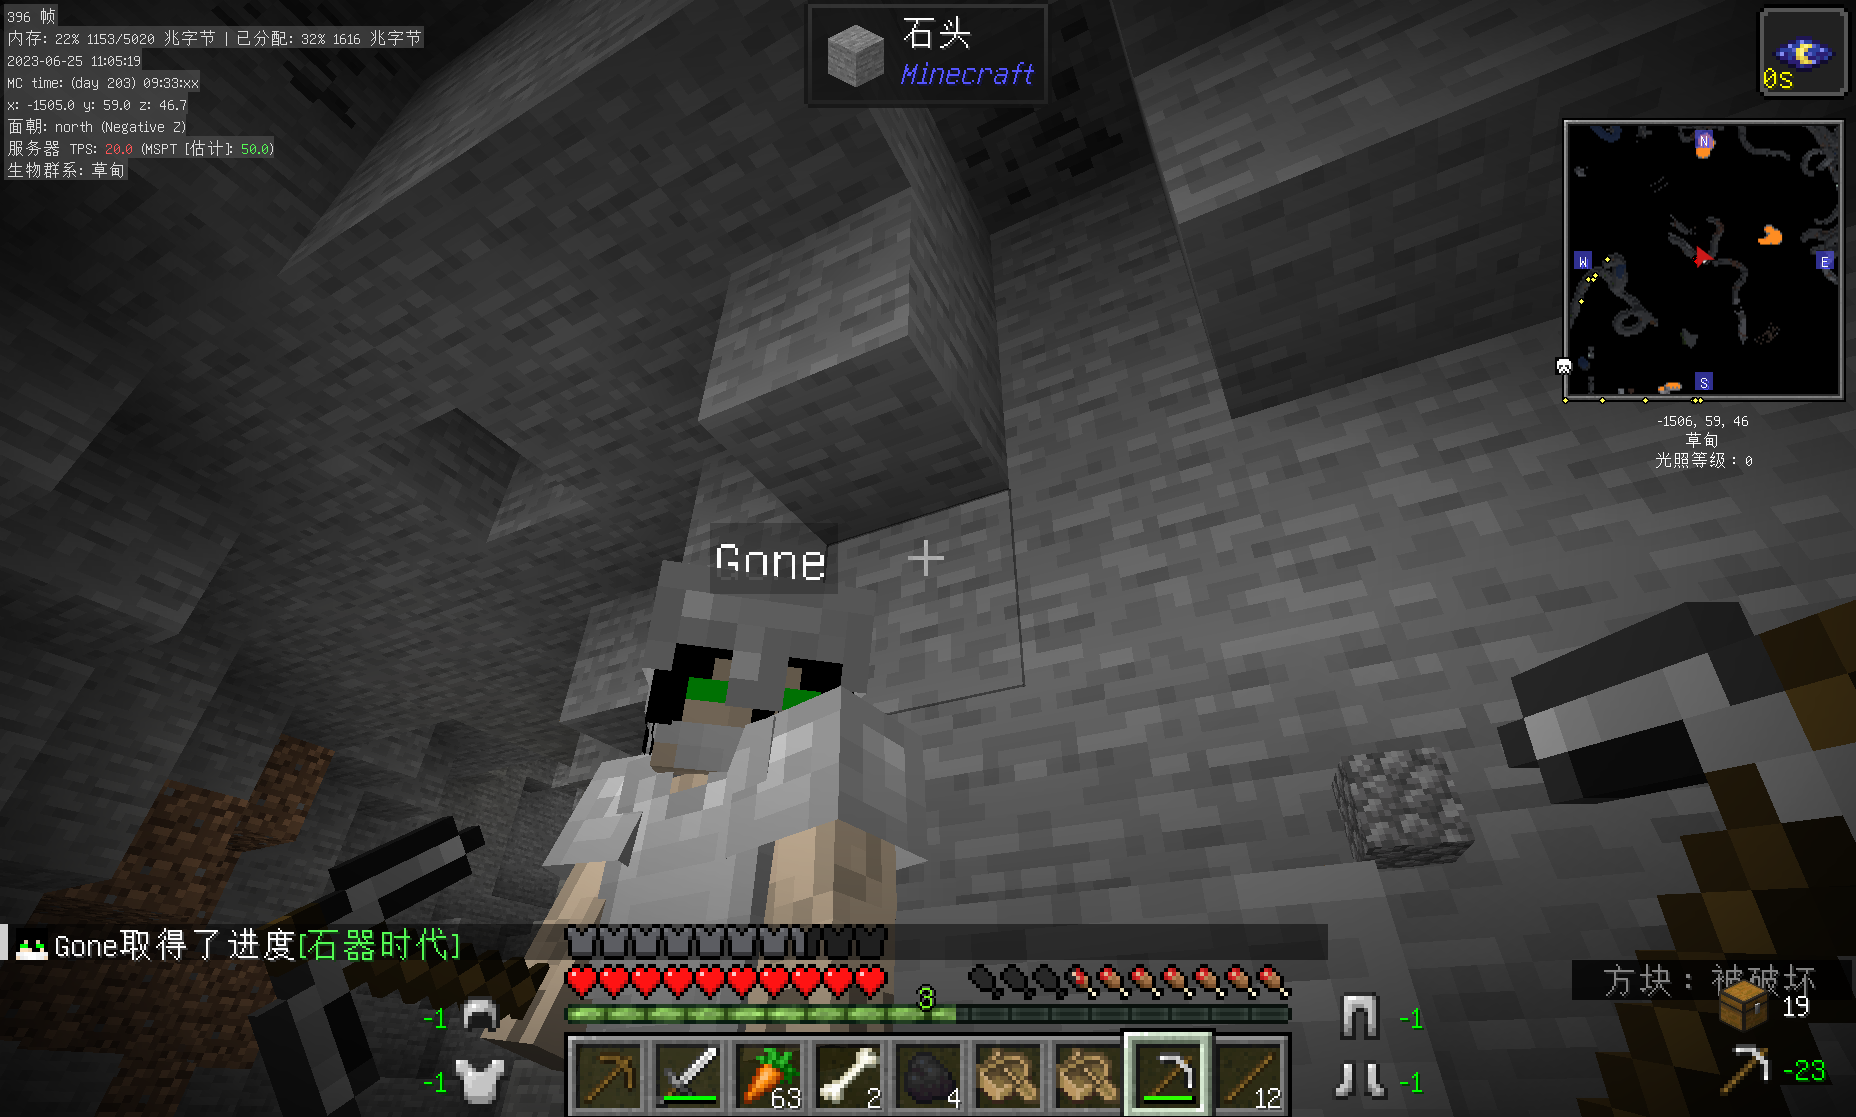 396 帧
内存: 22% 1153/5020 兆字节 | 已分配: 32% 1616 兆字节
2023-06-25 11:05:19
MC time: (day 203) 09:33:xx
x: -1505.0 y: 59.0 z: 46.7
面朝: north (Negative Z)
服务器 TPS: 20.0 (MSPT [估计]: 50.0)
生物群系: 草甸
石头
Minecraft
0s
N
W
E
S
-1506, 59, 46
草甸
光照等级: 0
Gone
Gone取得了进度[石器时代]
方块: 被破坏
19
-23
-1
-1
-1
-1
8
63
2
4
12